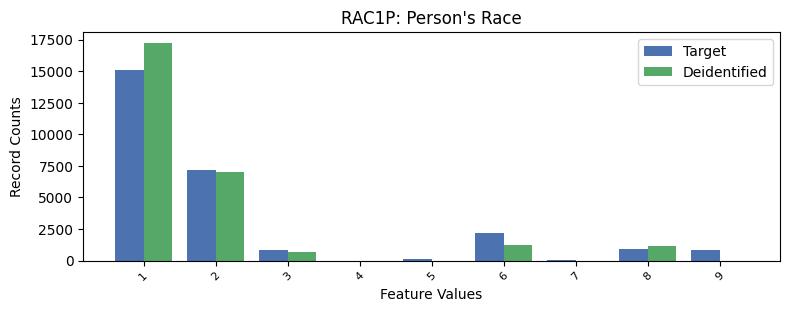 RAC1P: Person's Race
Target
Deidentified
Record Counts
17500
15000
12500
10000
7500
5000
2500
0
1 2 3 4 5 6 7 8 9
Feature Values